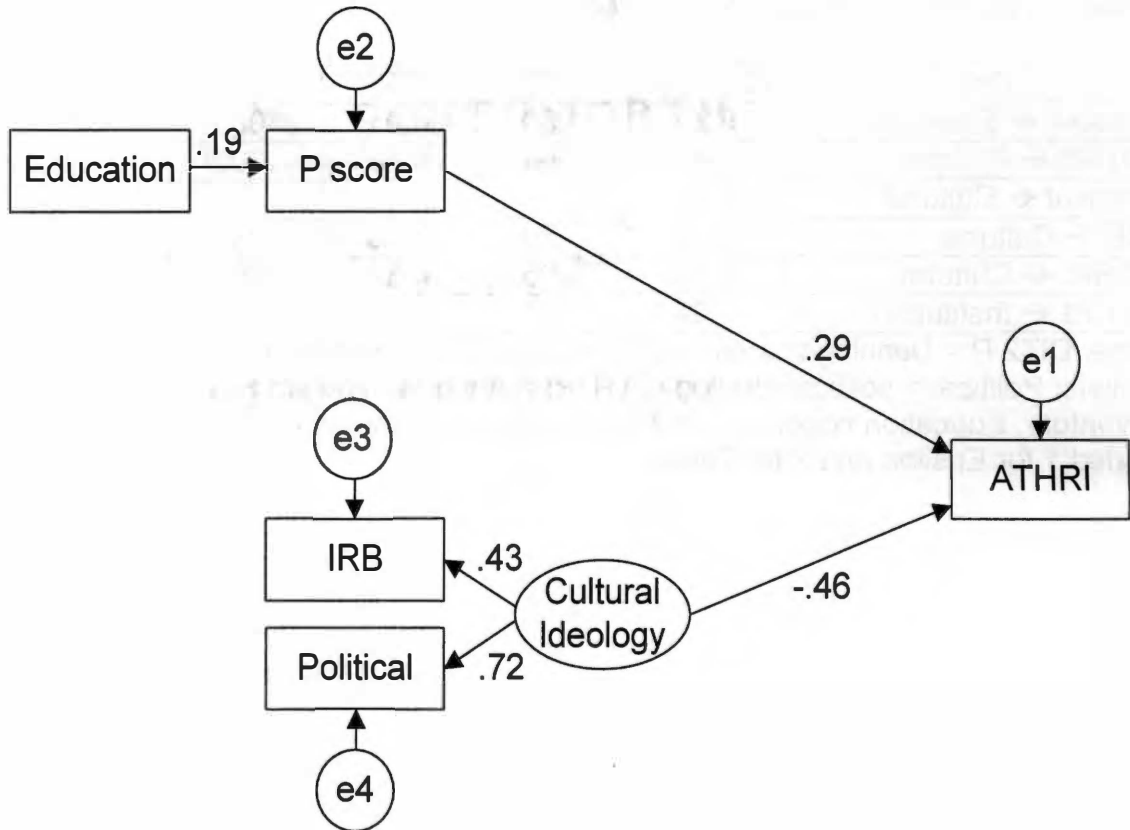 e2
.19
Education
P score
.29
e1
e3
ATHRI
IRB
.43
Cultural
Ideology
-.46
Political
.72
e4